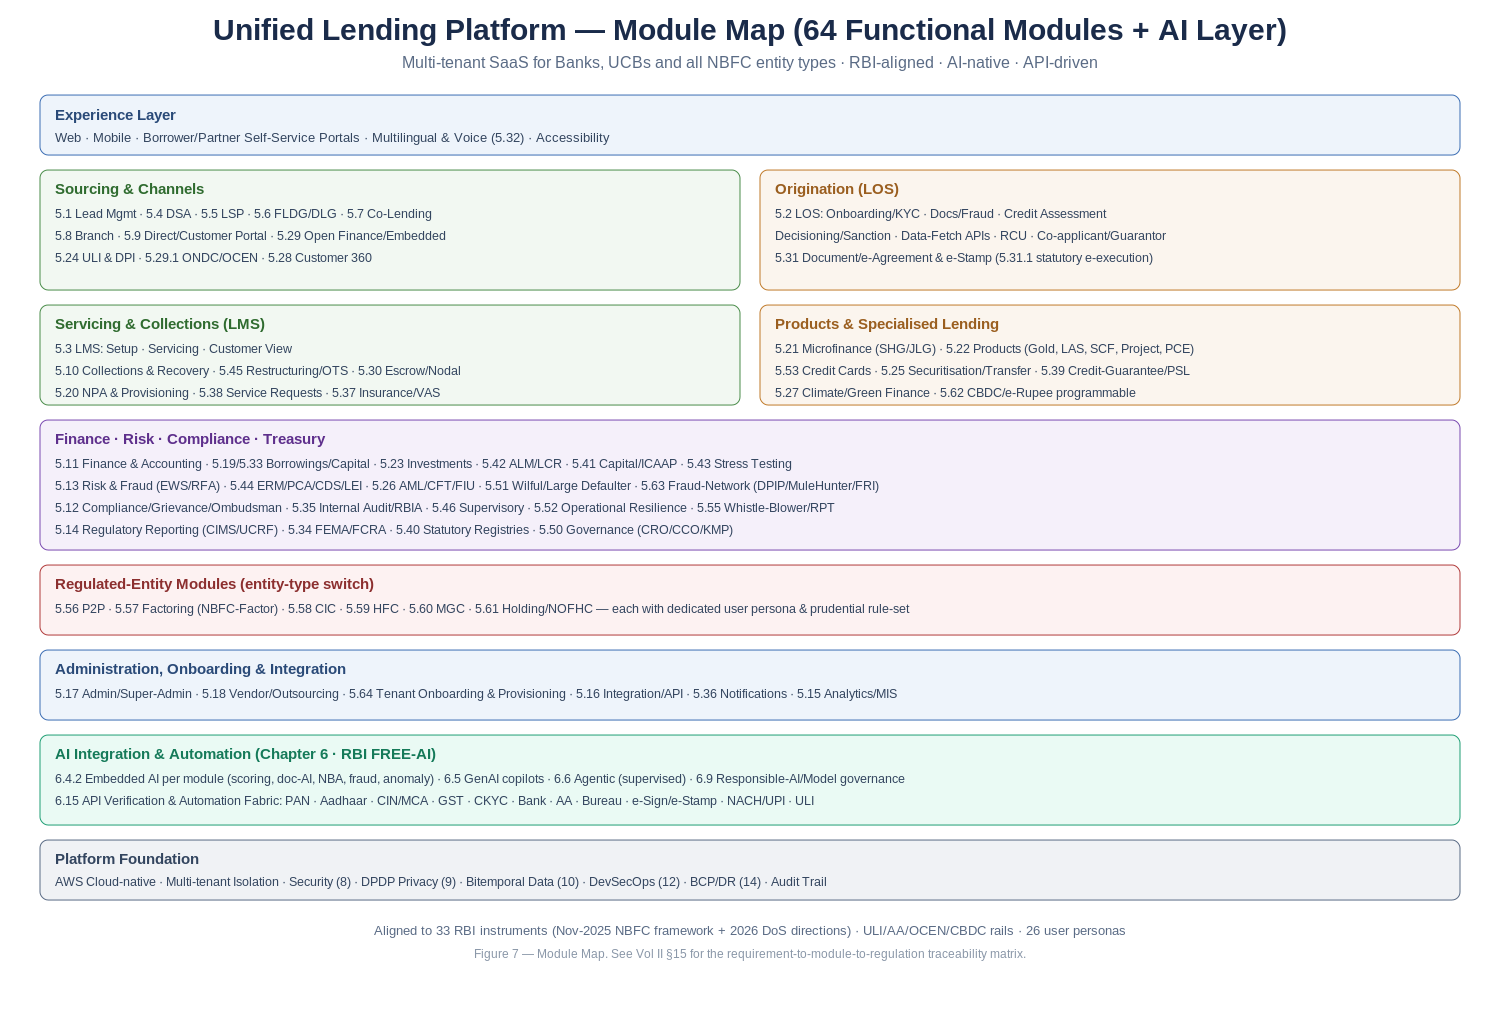 Unified Lending Platform — Module Map (64 Functional Modules + AI Layer)
Multi-tenant SaaS for Banks, UCBs and all NBFC entity types · RBI-aligned · AI-native · API-driven
Experience Layer
Web · Mobile · Borrower/Partner Self-Service Portals · Multilingual & Voice (5.32) · Accessibility
Sourcing & Channels
5.1 Lead Mgmt · 5.4 DSA · 5.5 LSP · 5.6 FLDG/DLG · 5.7 Co-Lending
5.8 Branch · 5.9 Direct/Customer Portal · 5.29 Open Finance/Embedded
5.24 ULI & DPI · 5.29.1 ONDC/OCEN · 5.28 Customer 360
Origination (LOS)
5.2 LOS: Onboarding/KYC · Docs/Fraud · Credit Assessment
Decisioning/Sanction · Data-Fetch APIs · RCU · Co-applicant/Guarantor
5.31 Document/e-Agreement & e-Stamp (5.31.1 statutory e-execution)
Servicing & Collections (LMS)
5.3 LMS: Setup · Servicing · Customer View
5.10 Collections & Recovery · 5.45 Restructuring/OTS · 5.30 Escrow/Nodal
5.20 NPA & Provisioning · 5.38 Service Requests · 5.37 Insurance/VAS
Products & Specialised Lending
5.21 Microfinance (SHG/JLG) · 5.22 Products (Gold, LAS, SCF, Project, PCE)
5.53 Credit Cards · 5.25 Securitisation/Transfer · 5.39 Credit-Guarantee/PSL
5.27 Climate/Green Finance · 5.62 CBDC/e-Rupee programmable
Finance · Risk · Compliance · Treasury
5.11 Finance & Accounting · 5.19/5.33 Borrowings/Capital · 5.23 Investments · 5.42 ALM/LCR · 5.41 Capital/ICAAP · 5.43 Stress Testing
5.13 Risk & Fraud (EWS/RFA) · 5.44 ERM/PCA/CDS/LEI · 5.26 AML/CFT/FIU · 5.51 Wilful/Large Defaulter · 5.63 Fraud-Network (DPIP/MuleHunter/FRI)
5.12 Compliance/Grievance/Ombudsman · 5.35 Internal Audit/RBIA · 5.46 Supervisory · 5.52 Operational Resilience · 5.55 Whistle-Blower/RPT
5.14 Regulatory Reporting (CIMS/UCRF) · 5.34 FEMA/FCRA · 5.40 Statutory Registries · 5.50 Governance (CRO/CCO/KMP)
Regulated-Entity Modules (entity-type switch)
5.56 P2P · 5.57 Factoring (NBFC-Factor) · 5.58 CIC · 5.59 HFC · 5.60 MGC · 5.61 Holding/NOFHC — each with dedicated user persona & prudential rule-set
Administration, Onboarding & Integration
5.17 Admin/Super-Admin · 5.18 Vendor/Outsourcing · 5.64 Tenant Onboarding & Provisioning · 5.16 Integration/API · 5.36 Notifications · 5.15 Analytics/MIS
AI Integration & Automation (Chapter 6 · RBI FREE-AI)
6.4.2 Embedded AI per module (scoring, doc-AI, NBA, fraud, anomaly) · 6.5 GenAI copilots · 6.6 Agentic (supervised) · 6.9 Responsible-AI/Model governance
6.15 API Verification & Automation Fabric: PAN · Aadhaar · CIN/MCA · GST · CKYC · Bank · AA · Bureau · e-Sign/e-Stamp · NACH/UPI · ULI
Platform Foundation
AWS Cloud-native · Multi-tenant Isolation · Security (8) · DPDP Privacy (9) · Bitemporal Data (10) · DevSecOps (12) · BCP/DR (14) · Audit Trail
Aligned to 33 RBI instruments (Nov-2025 NBFC framework + 2026 DoS directions) · ULI/AA/OCEN/CBDC rails · 26 user personas
Figure 7 — Module Map. See Vol II §15 for the requirement-to-module-to-regulation traceability matrix.